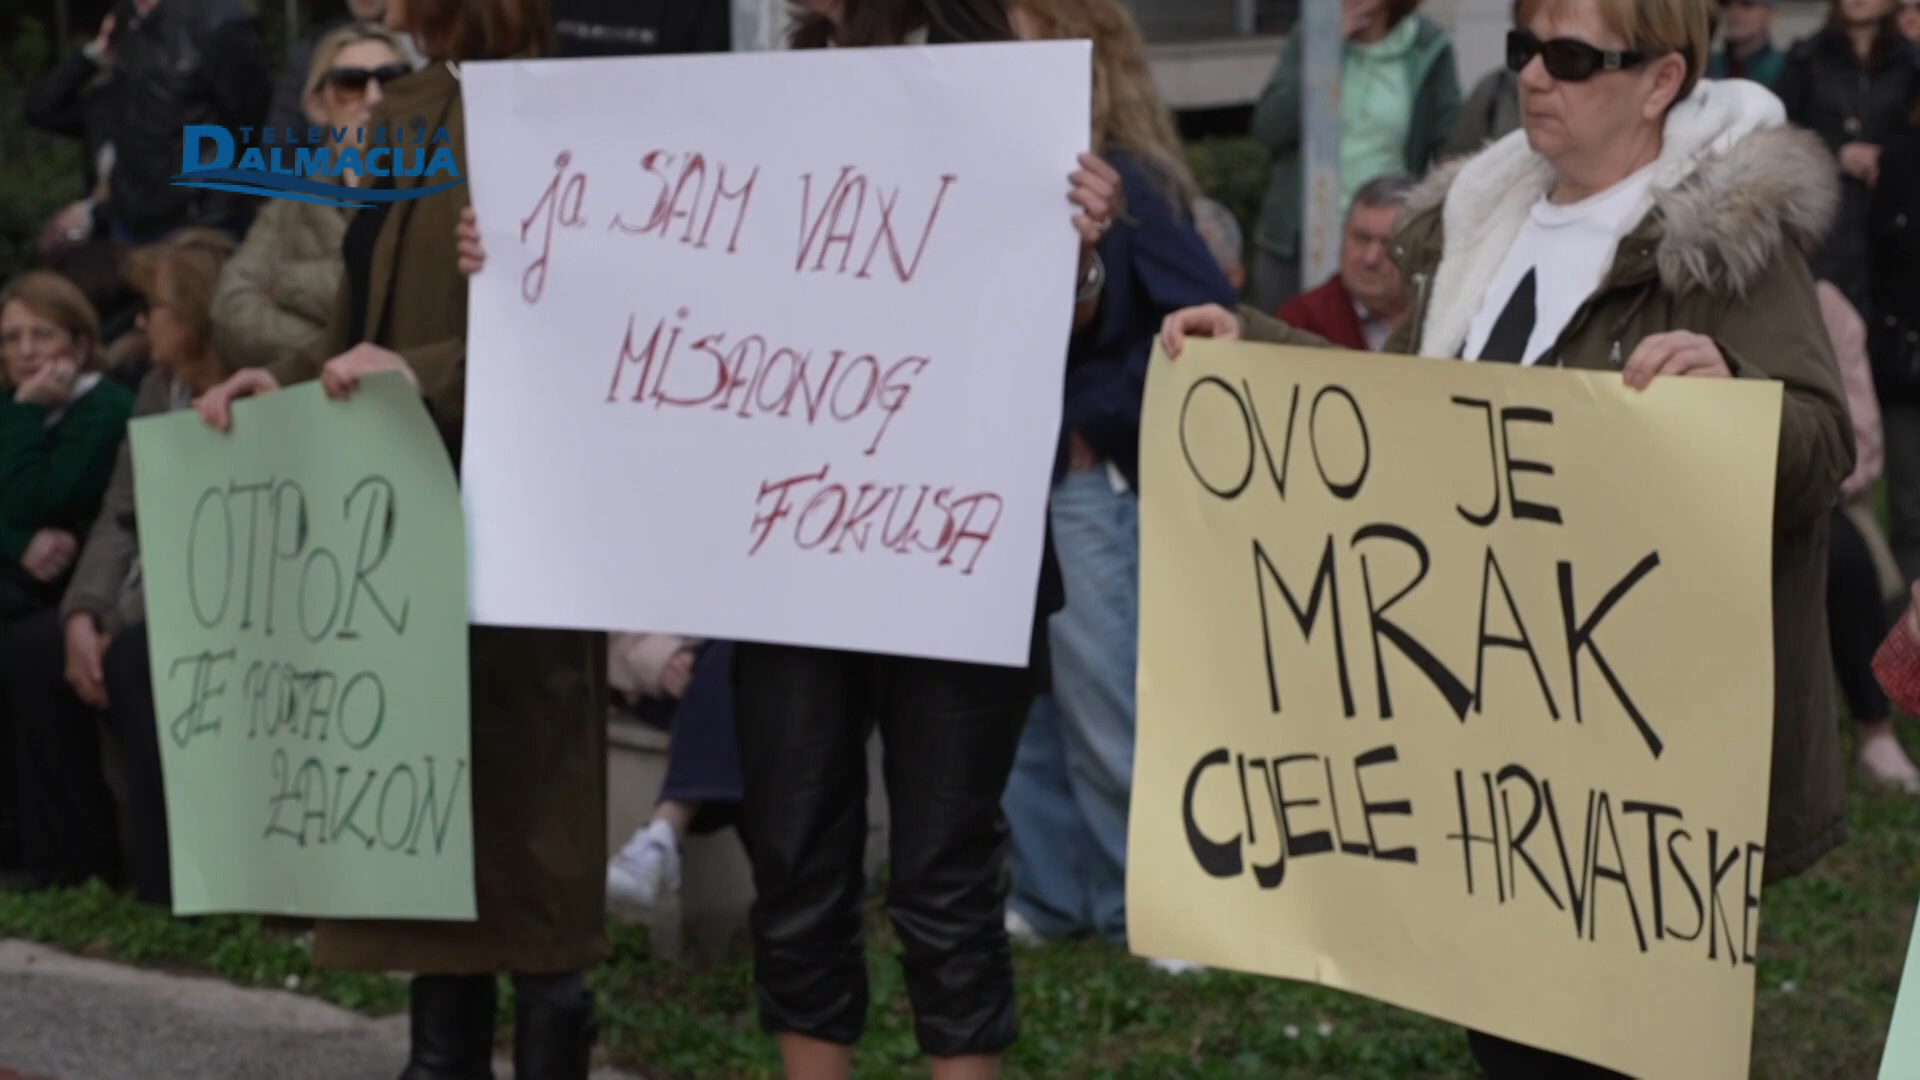 TELEVIZIJA
DALMACIJA
ja SAM VAN
MISAONOG
FOKUSA
OTPOR
JE POSTAO
ZAKON
OVO JE
MRAK
CIJELE HRVATSKE